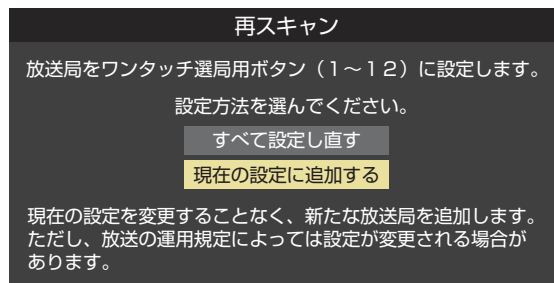 再スキャン
放送局をワンタッチ選局用ボタン（１～１２）に設定します。
設定方法を選んでください。
すべて設定し直す
現在の設定に追加する
現在の設定を変更することなく、新たな放送局を追加します。
ただし、放送の運用規定によっては設定が変更される場合が
あります。